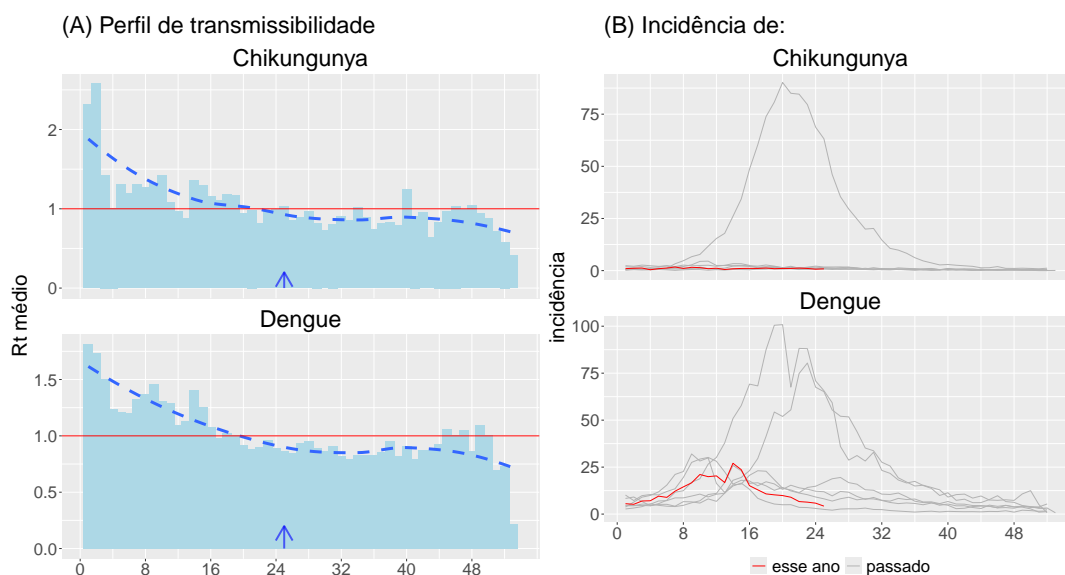 (A) Perfil de transmissibilidade
Chikungunya
2
1
0
Dengue
1.5
1.0
0.5
0.0
0 8 16 24 32 40 48
Rt médio
(B) Incidência de:
Chikungunya
75
50
25
0
Dengue
100
75
50
25
0
0 8 16 24 32 40 48
incidência
esse ano passado